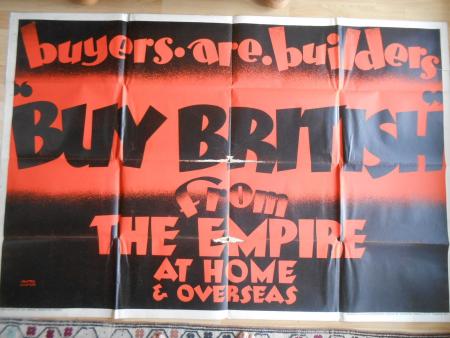 buyers·are·builders
"BUY BRITISH"
from
THE EMPIRE
AT HOME
& OVERSEAS